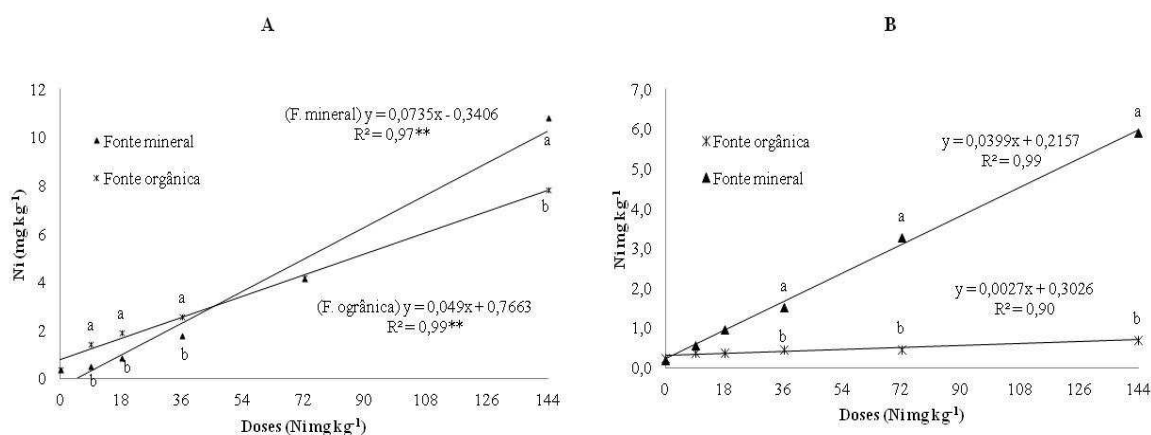 A
Ni (mg kg-1)
12
10
8
6
4
2
0
Fonte mineral
Fonte orgânica
(F. mineral) y = 0,0735x - 0,3406
R² = 0,97**
(F. ogrânica) y = 0,049x + 0,7663
R² = 0,99**
a
b
a
a
a
b
b
b
0 18 36 54 72 90 108 126 144
Doses (Ni mg kg-1)
B
Ni mg kg-1
7,0
6,0
5,0
4,0
3,0
2,0
1,0
0,0
Fonte orgânica
Fonte mineral
y = 0,0399x + 0,2157
R² = 0,99
y = 0,0027x + 0,3026
R² = 0,90
a
a
a
b
b
b
0 18 36 54 72 90 108 126 144
Doses (Ni mg kg-1)